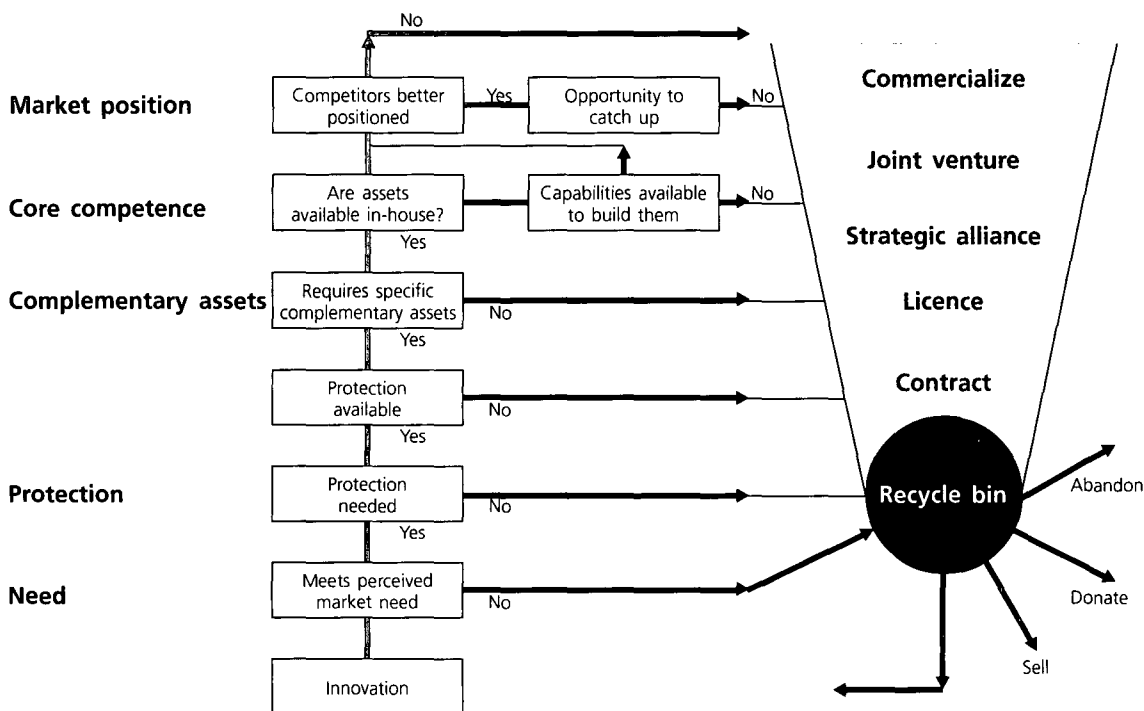 No
Market position
Competitors better
positioned
Yes
Opportunity to
catch up
No
Commercialize
Joint venture
Core competence
Are assets
available in-house?
Capabilities available
to build them
No
Yes
Strategic alliance
Complementary assets
Requires specific
complementary assets
No
Yes
Licence
Protection
available
No
Yes
Contract
Protection
Protection
needed
No
Yes
Recycle bin
Abandon
Need
Meets perceived
market need
No
Donate
Sell
Innovation